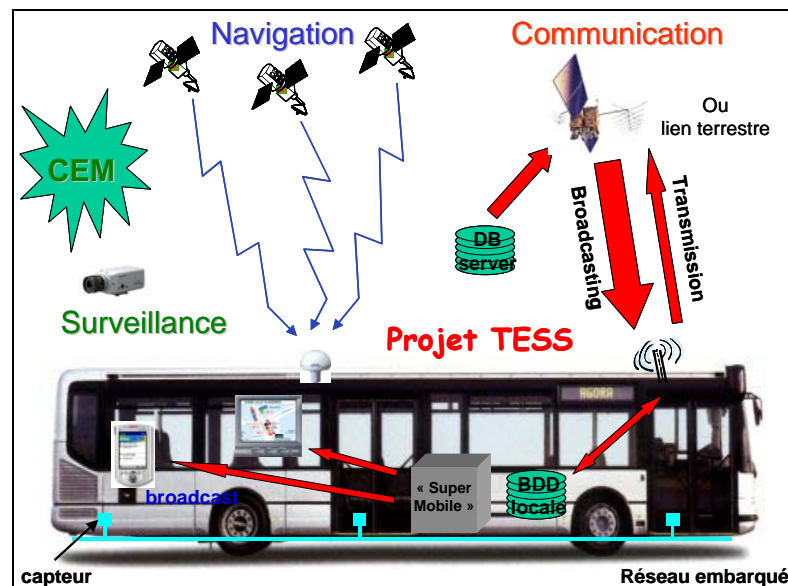 Navigation
Communication
Ou
lien terrestre
CEM
Broadcasting
Transmission
DB
server
Surveillance
Projet TESS
AGORA
broadcast
« Super
Mobile »
BDD
locale
capteur
Réseau embarqué